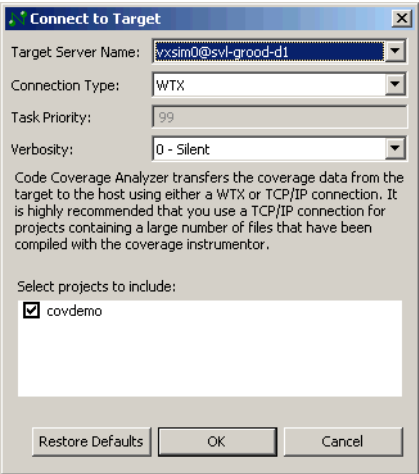 Connect to Target
Target Server Name: vxsim0@svl-grood-d1
Connection Type: WTX
Task Priority: 99
Verbosity: 0 - Silent
Code Coverage Analyzer transfers the coverage data from the
target to the host using either a WTX or TCP/IP connection. It
is highly recommended that you use a TCP/IP connection for
projects containing a large number of files that have been
compiled with the coverage instrumentor.
Select projects to include:
covdemo
Restore Defaults OK Cancel